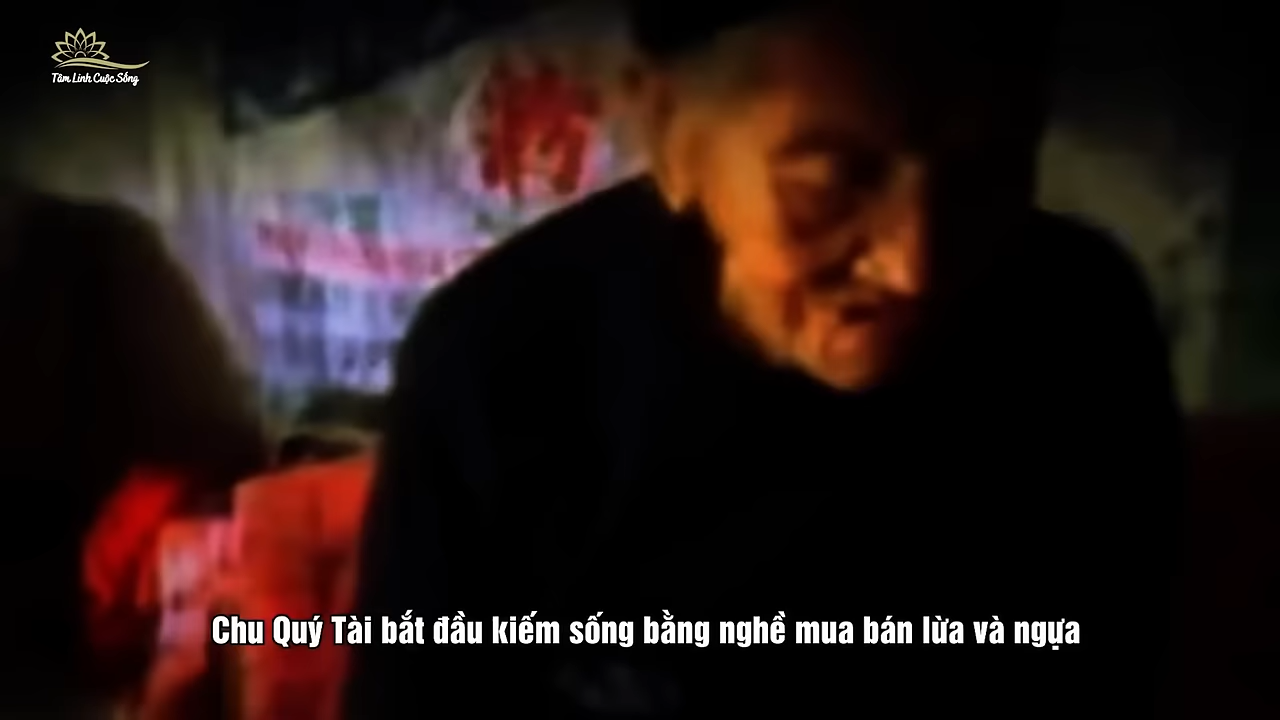 Tâm Linh Cuộc Sống
Chu Quý Tài bắt đầu kiếm sống bằng nghề mua bán lừa và ngựa